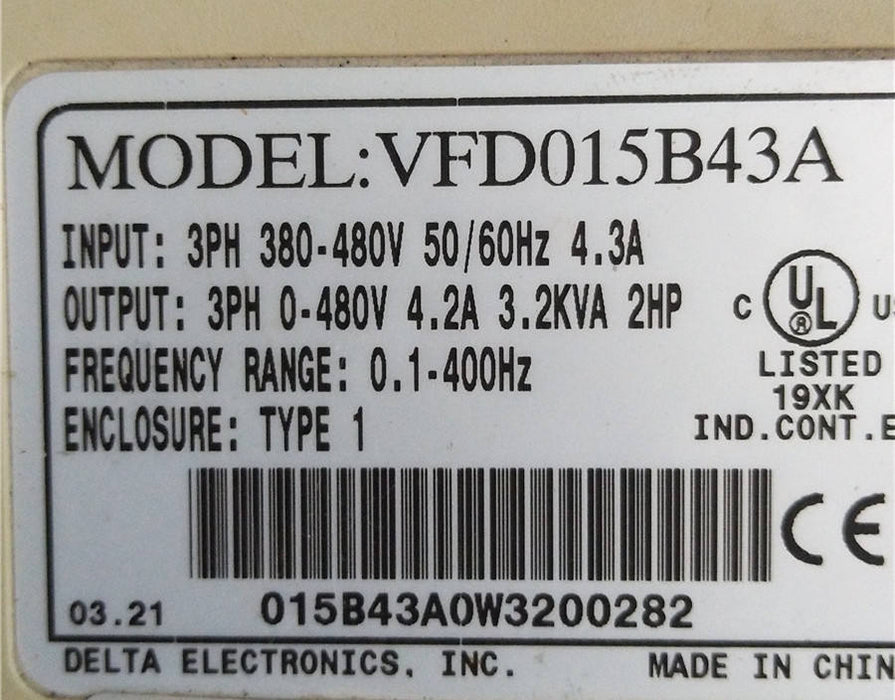 MODEL:VFD015B43A
INPUT: 3PH 380-480V 50/60Hz 4.3A
OUTPUT: 3PH 0-480V 4.2A 3.2KVA 2HP
FREQUENCY RANGE: 0.1-400Hz
ENCLOSURE: TYPE 1
C UL ® U
LISTED
19XK
IND.CONT.E
CE
03.21 015B43A0W3200282
DELTA ELECTRONICS, INC. MADE IN CHIN